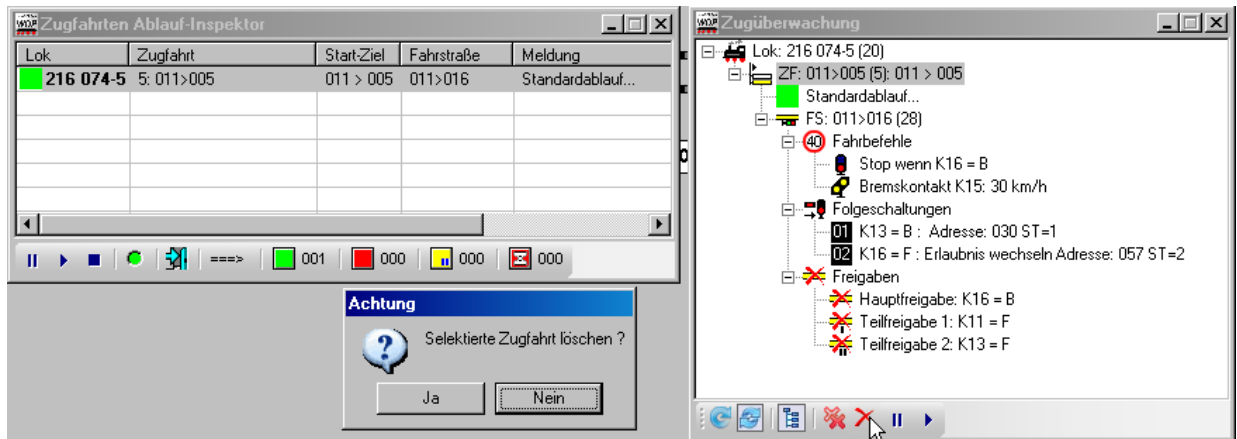 WDP Zugfahrten Ablauf-Inspektor
Lok Zugfahrt Start-Ziel Fahrstraße Meldung
216 074-5 5: 011>005 011 > 005 011>016 Standardablauf...
===> 001 000 000 000
Achtung
Selektierte Zugfahrt löschen ?
Ja Nein
WDP Zugüberwachung
Lok: 216 074-5 (20)
ZF: 011>005 (5): 011 > 005
Standardablauf...
FS: 011>016 (28)
40 Fahrbefehle
Stop wenn K16 = B
Bremskontakt K15: 30 km/h
Folgeschaltungen
01 K13 = B : Adresse: 030 ST=1
02 K16 = F : Erlaubnis wechseln Adresse: 057 ST=2
Freigaben
Hauptfreigabe: K16 = B
Teilfreigabe 1: K11 = F
Teilfreigabe 2: K13 = F